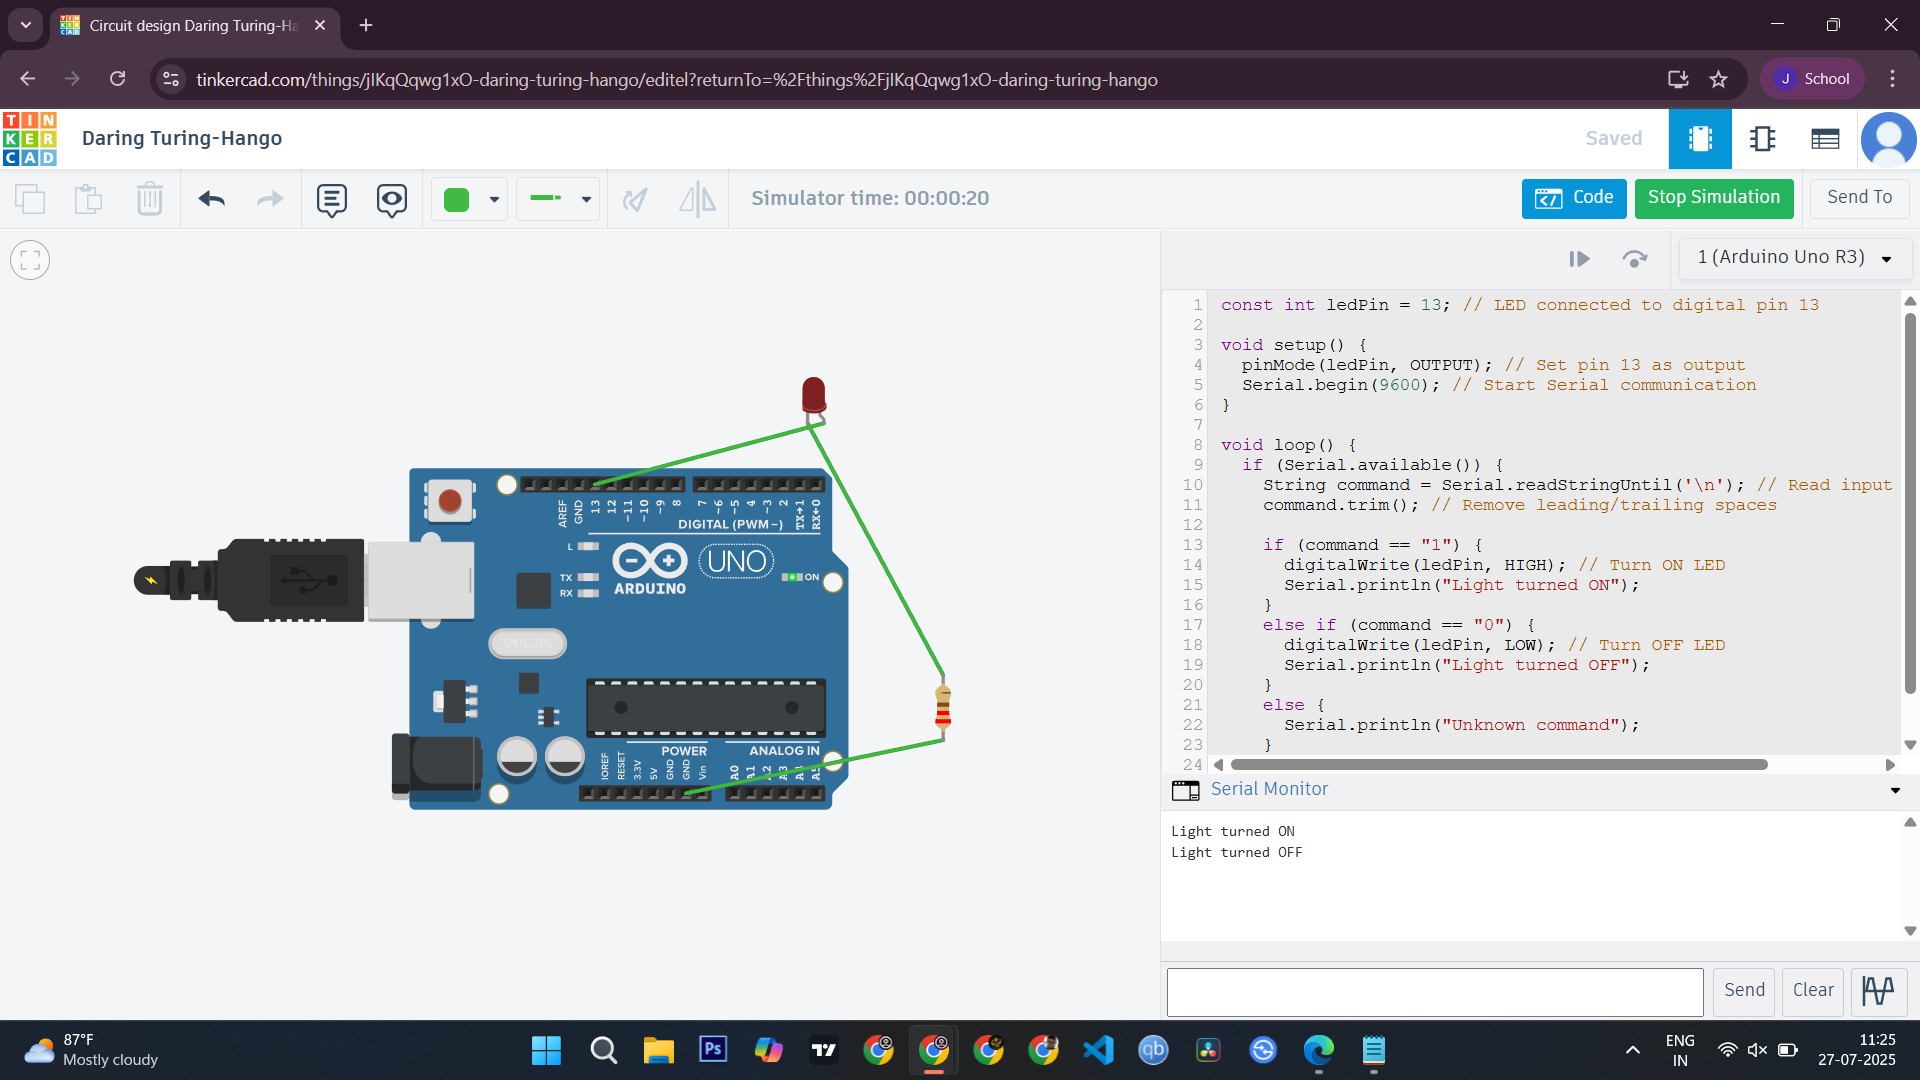 Circuit design Daring Turing-Ha
tinkercad.com/things/jlKqQqwg1xO-daring-turing-hango/editel?returnTo=%2Fthings%2FjlKqQqwg1xO-daring-turing-hango
J School
TIN
KER
CAD
Daring Turing-Hango
Saved
Simulator time: 00:00:20
Code
Stop Simulation
Send To
1 (Arduino Uno R3)
1 const int ledPin = 13; // LED connected to digital pin 13
2
3 void setup() {
4 pinMode(ledPin, OUTPUT); // Set pin 13 as output
5 Serial.begin(9600); // Start Serial communication
6 }
7
8 void loop() {
9 if (Serial.available()) {
10 String command = Serial.readStringUntil('\n'); // Read input
11 command.trim(); // Remove leading/trailing spaces
12
13 if (command == "1") {
14 digitalWrite(ledPin, HIGH); // Turn ON LED
15 Serial.println("Light turned ON");
16 }
17 else if (command == "0") {
18 digitalWrite(ledPin, LOW); // Turn OFF LED
19 Serial.println("Light turned OFF");
20 }
21 else {
22 Serial.println("Unknown command");
23 }
24
AREF GND 13 12 ~11 ~10 ~9 8 7 ~6 ~5 4 ~3 2 TX→1 RX←0
DIGITAL (PWM~)
L
TX
RX
ARDUINO
UNO
ON
POWER
ANALOG IN
IOREF RESET 3.3V 5V GND GND Vin A0 A1 A2 A3 A4 A5
Serial Monitor
Light turned ON
Light turned OFF
Send
Clear
87°F
Mostly cloudy
Ps
qb
ENG
IN
11:25
27-07-2025